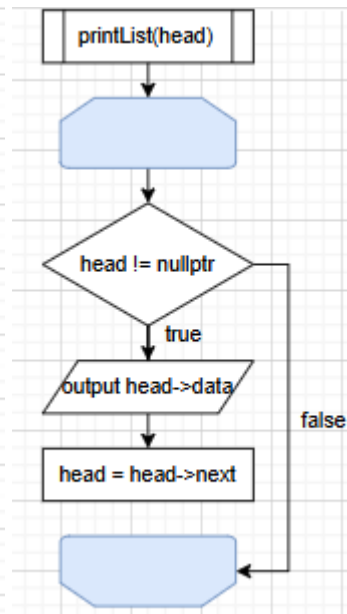 printList(head)
head != nullptr
true
output head->data
false
head = head->next